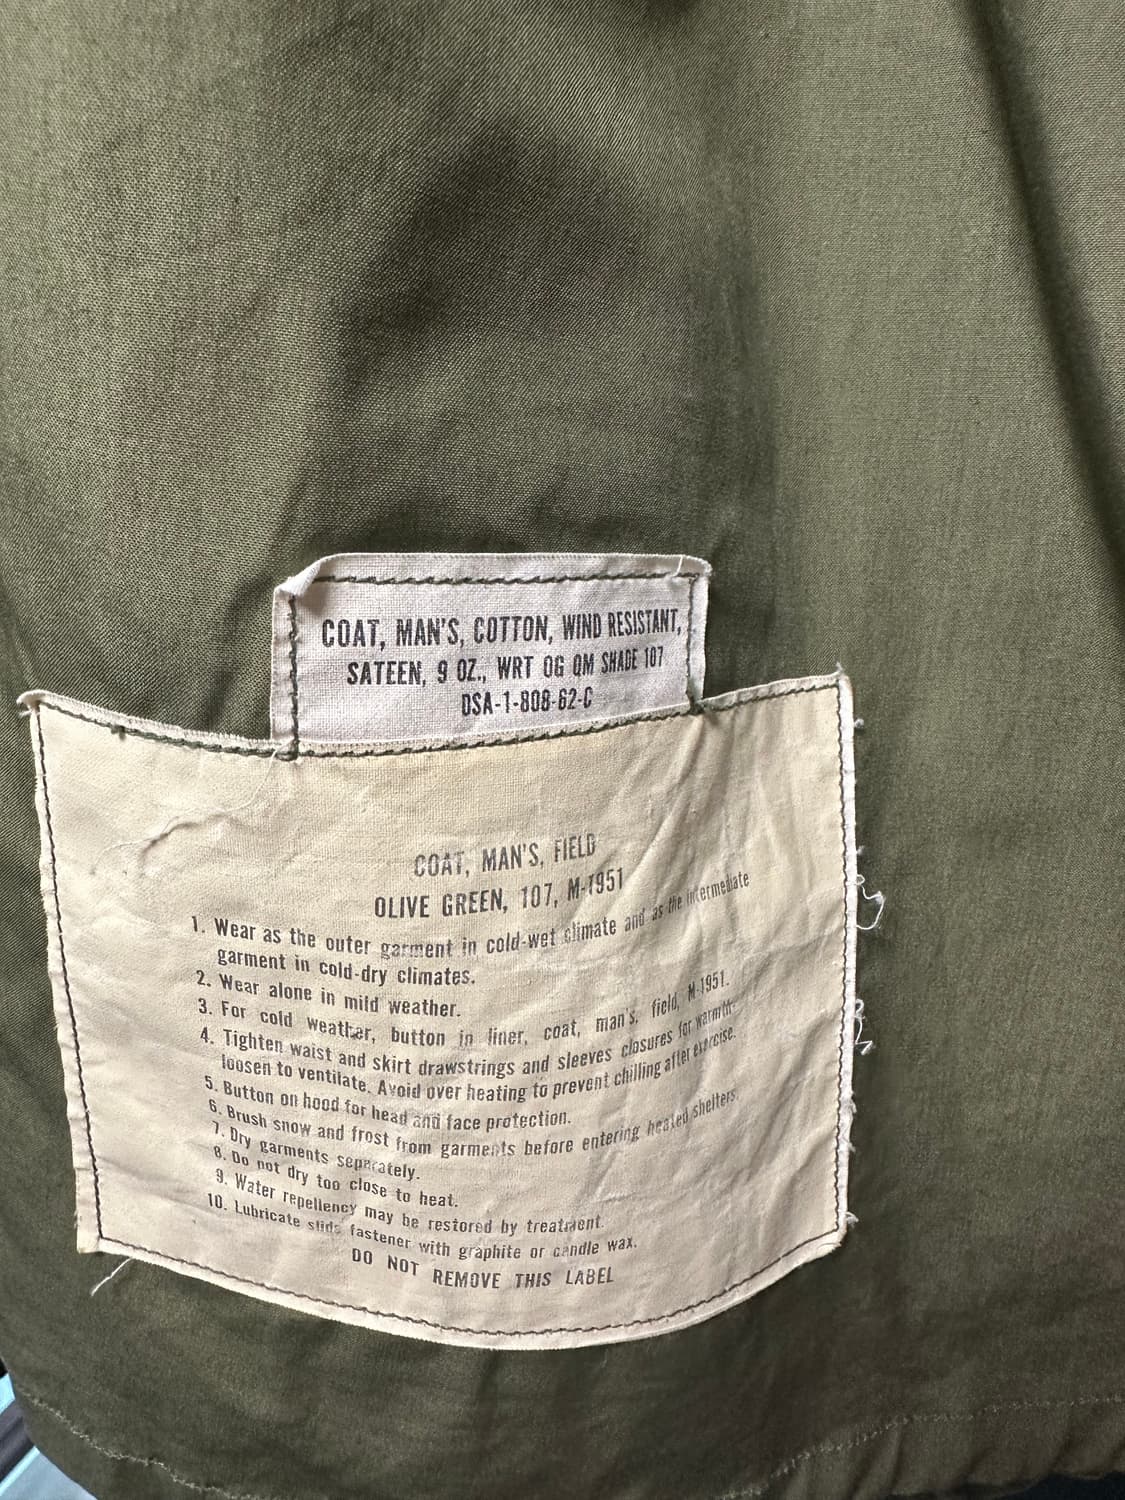 COAT, MAN'S, COTTON, WIND RESISTANT,
SATEEN, 9 OZ., WRT OG QM SHADE 107
DSA-1-808-62-C
COAT, MAN'S, FIELD
OLIVE GREEN, 107, M-1951
1. Wear as the outer garment in cold-wet climate and as the intermediate
garment in cold-dry climates.
2. Wear alone in mild weather.
3. For cold weather, button in liner, coat, man's, field, M-1951.
4. Tighten waist and skirt drawstrings and sleeves closures for warmth.
loosen to ventilate. Avoid over heating to prevent chilling after exercise.
5. Button on hood for head and face protection.
6. Brush snow and frost from garments before entering heated shelters.
7. Dry garments separately.
8. Do not dry too close to heat.
9. Water repellency may be restored by treatment.
10. Lubricate slide fastener with graphite or candle wax.
DO NOT REMOVE THIS LABEL